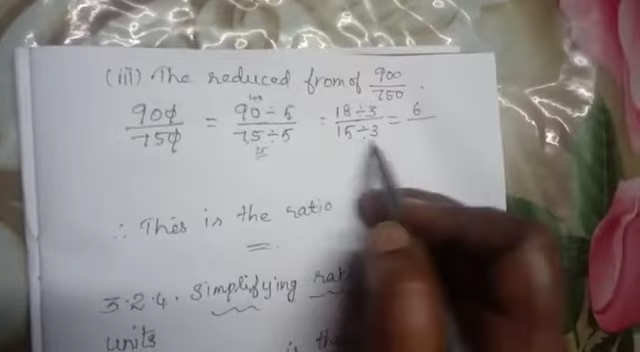 (iii) The reduced from of 900/750 .
900/750 = 90÷5/75÷5 = 18÷3/15÷3 = 6
∴ This is the ratio
3.2.4. Simplifying
units is